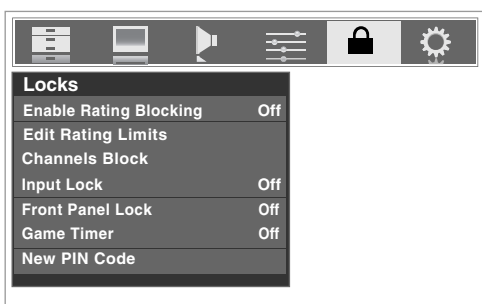 Locks
Enable Rating Blocking Off
Edit Rating Limits
Channels Block
Input Lock Off
Front Panel Lock Off
Game Timer Off
New PIN Code